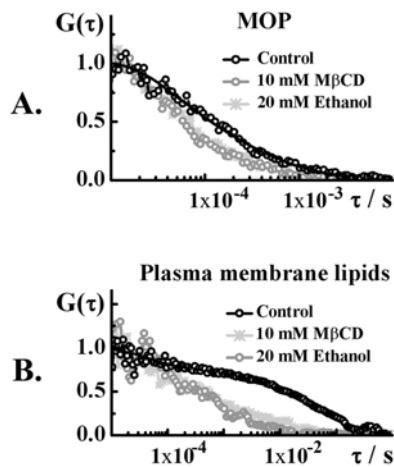 G(τ)
MOP
Control
10 mM MβCD
20 mM Ethanol
1.0
0.5
0.0
A.
1x10⁻⁴
1x10⁻³
τ / s
Plasma membrane lipids
G(τ)
Control
10 mM MβCD
20 mM Ethanol
1.0
0.5
0.0
B.
1x10⁻⁴
1x10⁻²
τ / s